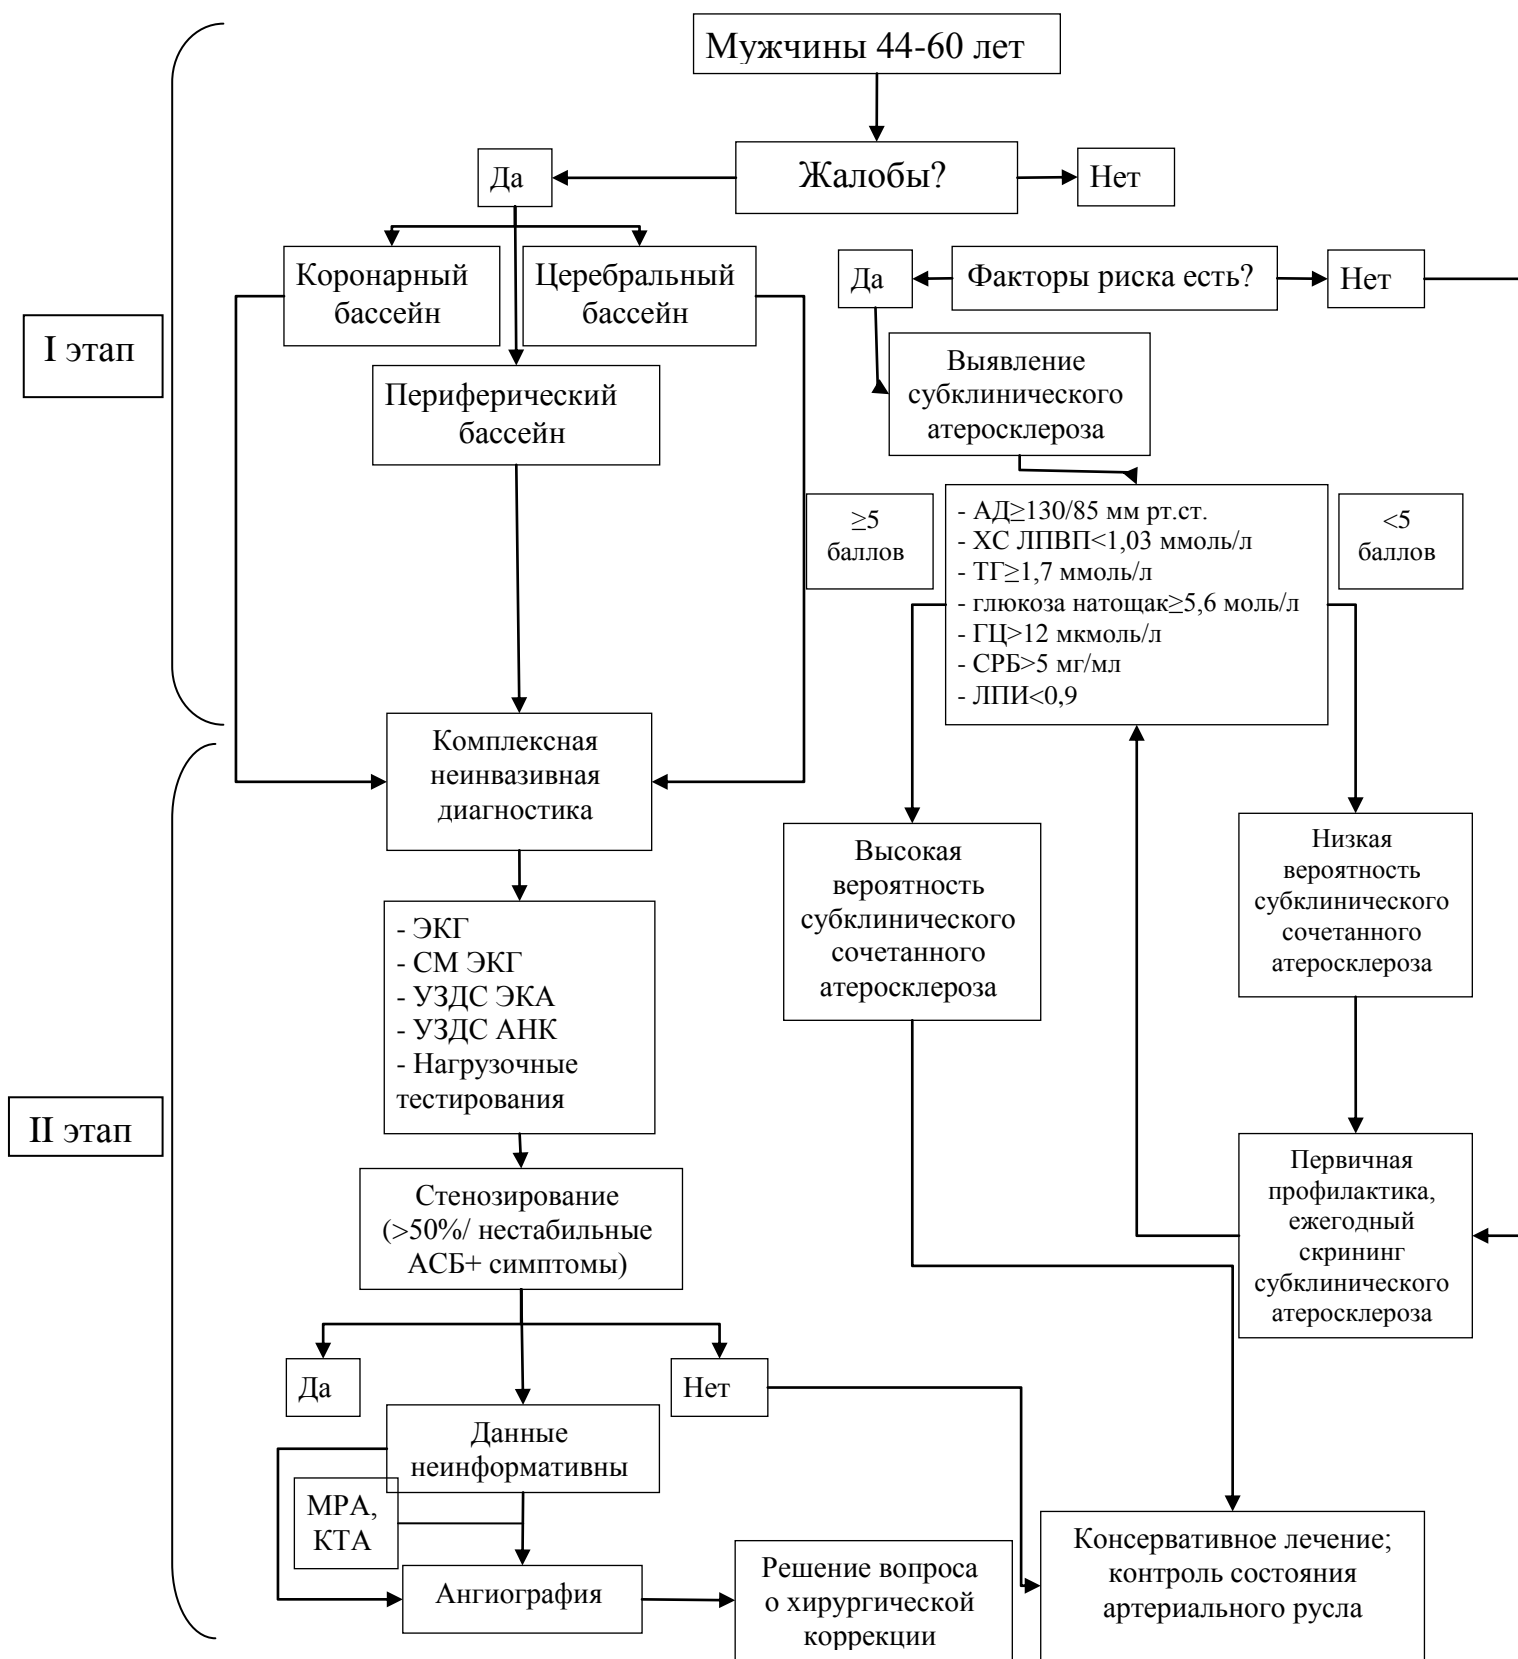 Мужчины 44-60 лет
Жалобы?
Да
Нет
Коронарный
бассейн
Церебральный
бассейн
Периферический
бассейн
Да
Факторы риска есть?
Нет
I этап
Выявление
субклинического
атеросклероза
≥5
баллов
- АД≥130/85 мм рт.ст.
- ХС ЛПВП<1,03 ммоль/л
- ТГ≥1,7 ммоль/л
- глюкоза натощак≥5,6 моль/л
- ГЦ>12 мкмоль/л
- СРБ>5 мг/мл
- ЛПИ<0,9
<5
баллов
Комплексная
неинвазивная
диагностика
Высокая
вероятность
субклинического
сочетанного
атеросклероза
Низкая
вероятность
субклинического
сочетанного
атеросклероза
- ЭКГ
- СМ ЭКГ
- УЗДС ЭКА
- УЗДС АНК
- Нагрузочные
тестирования
II этап
Стенозирование
(>50%/ нестабильные
АСБ+ симптомы)
Первичная
профилактика,
ежегодный
скрининг
субклинического
атеросклероза
Да
Нет
Данные
неинформативны
МРА,
КТА
Ангиография
Решение вопроса
о хирургической
коррекции
Консервативное лечение;
контроль состояния
артериального русла